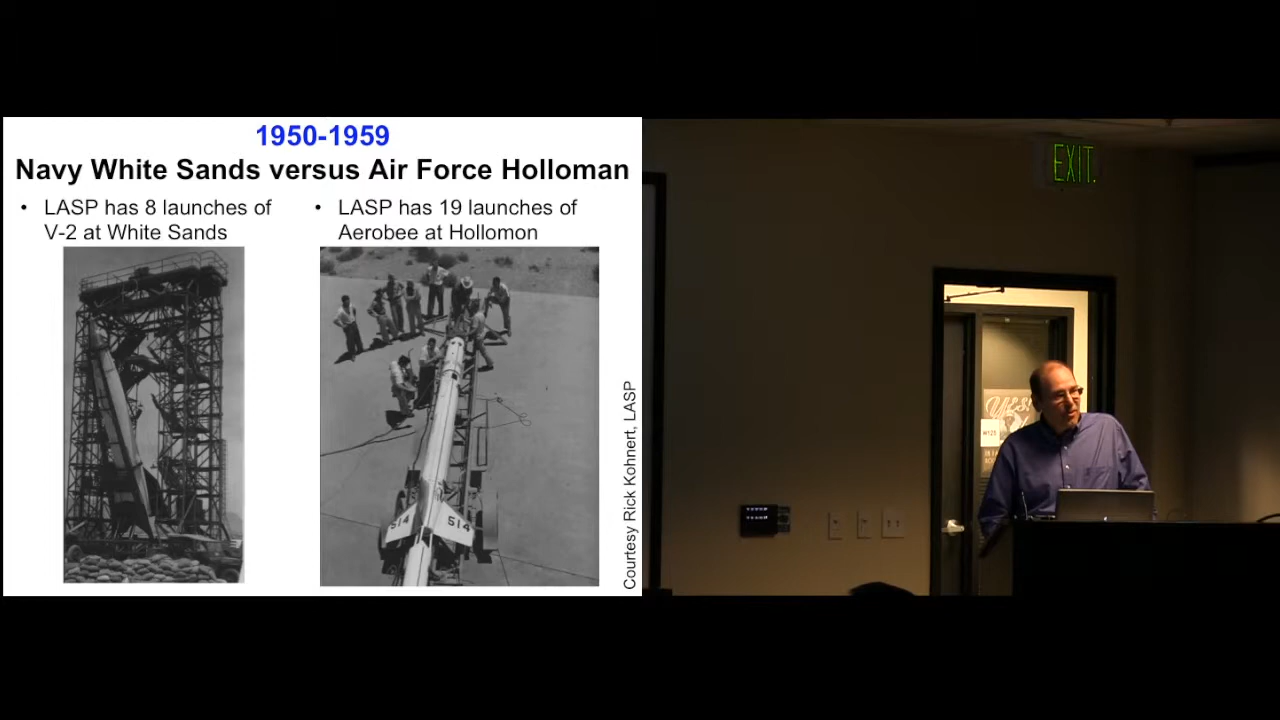 1950-1959
Navy White Sands versus Air Force Holloman
• LASP has 8 launches of
V-2 at White Sands
• LASP has 19 launches of
Aerobee at Hollomon
514
514
Courtesy Rick Kohnert, LASP
EXIT
YES!